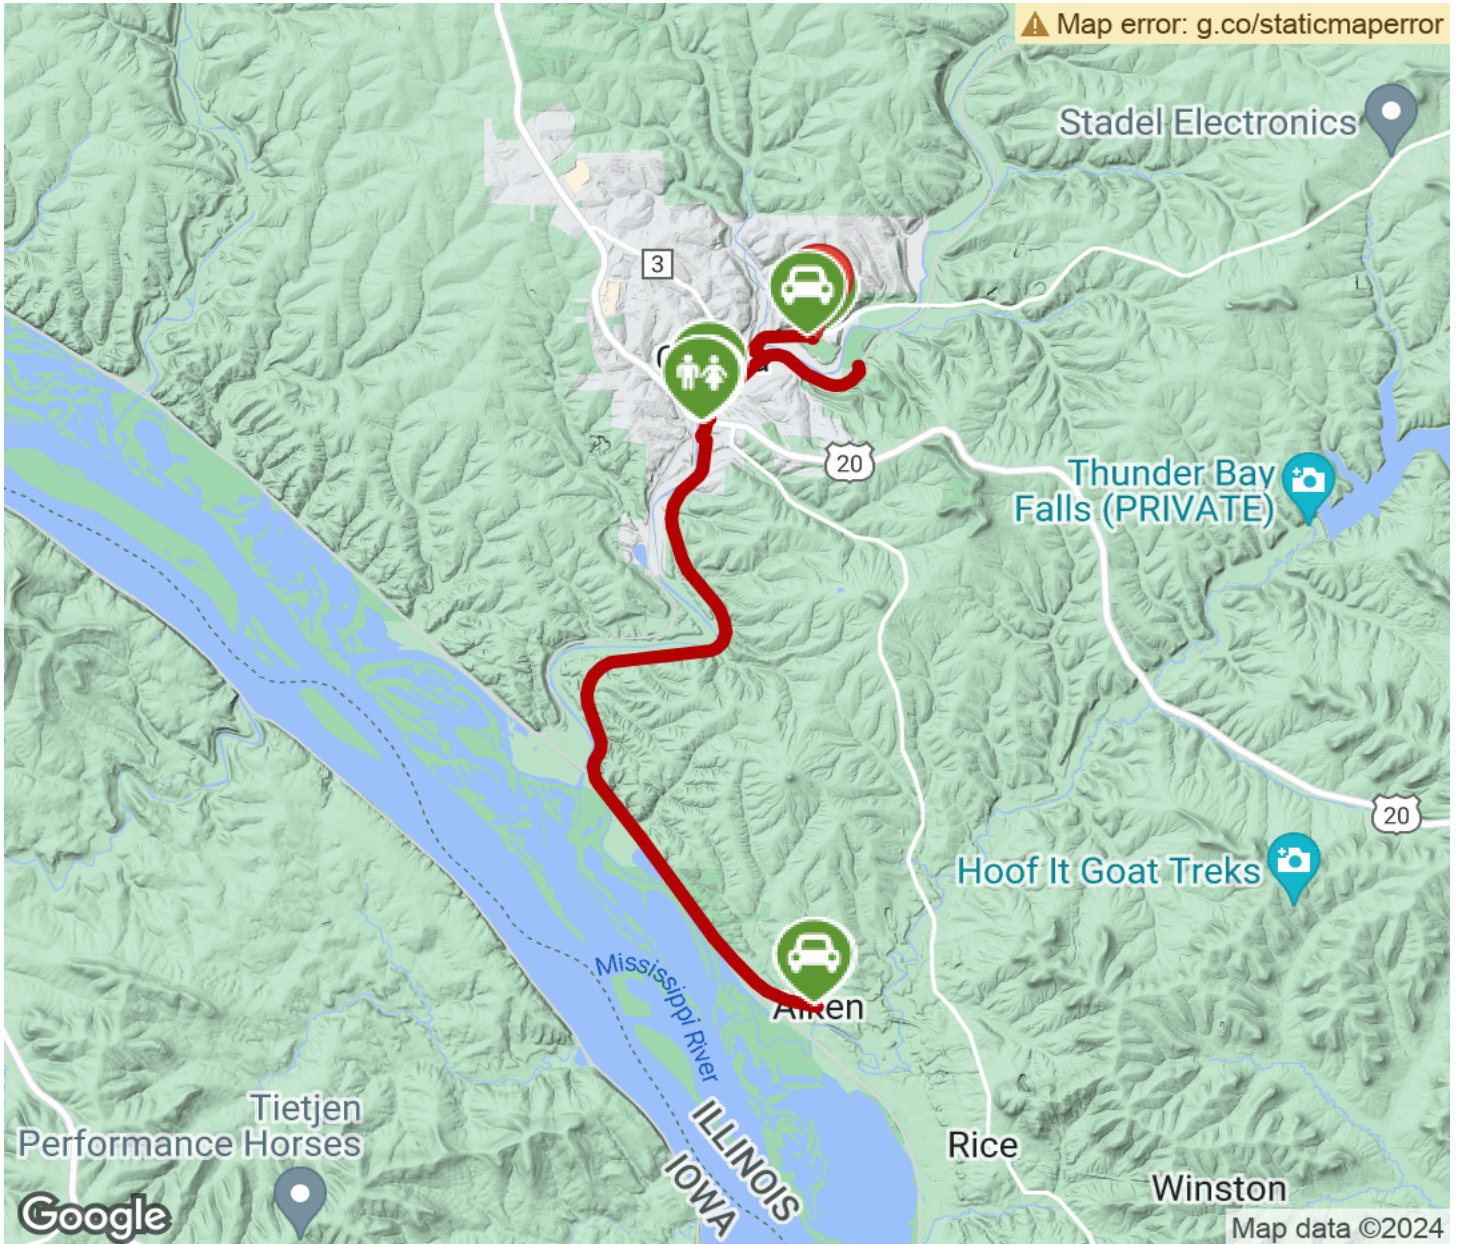 Map error: g.co/staticmaperror
Stadel Electronics
3
20
Thunder Bay
Falls (PRIVATE)
20
Hoof It Goat Treks
Mississippi River
Aiken
Tietjen
Performance Horses
ILLINOIS
IOWA
Rice
Winston
Google
Map data ©2024